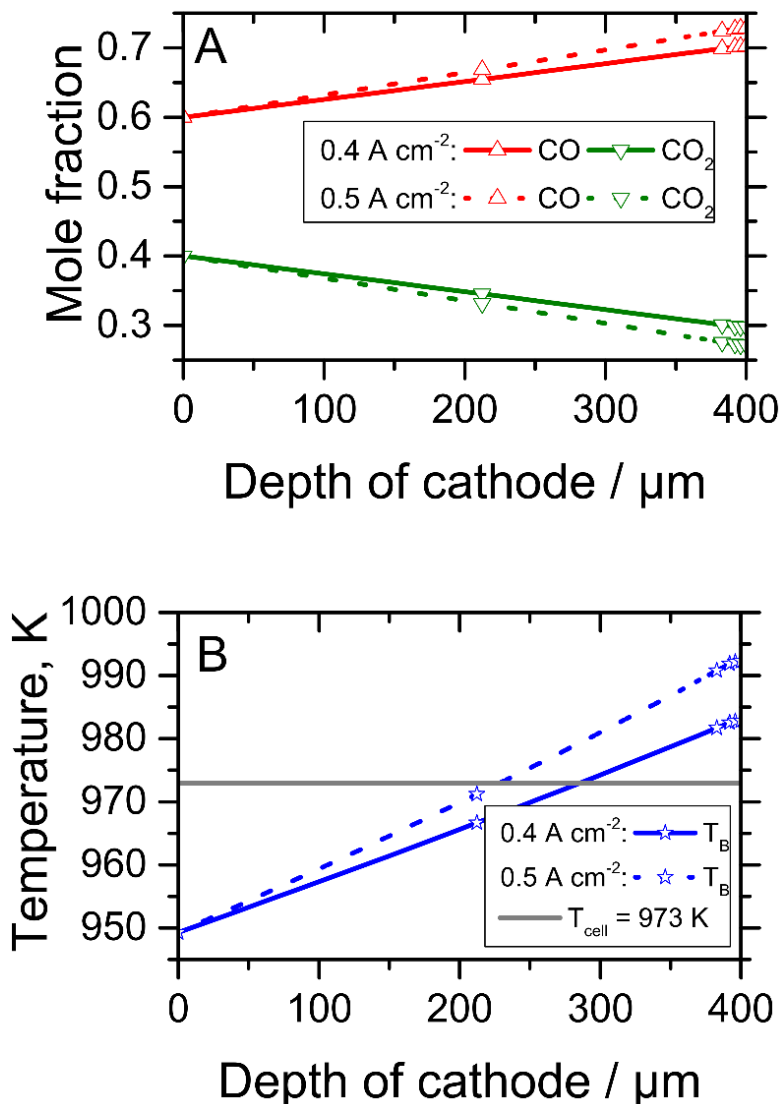 A
0.7
0.6
0.5
0.4
0.3
Mole fraction
0.4 A cm⁻²: CO CO₂
0.5 A cm⁻²: CO CO₂
0 100 200 300 400
Depth of cathode / µm
B
1000
990
980
970
960
950
Temperature, K
0.4 A cm⁻²: T_B
0.5 A cm⁻²: T_B
T_cell = 973 K
0 100 200 300 400
Depth of cathode / µm